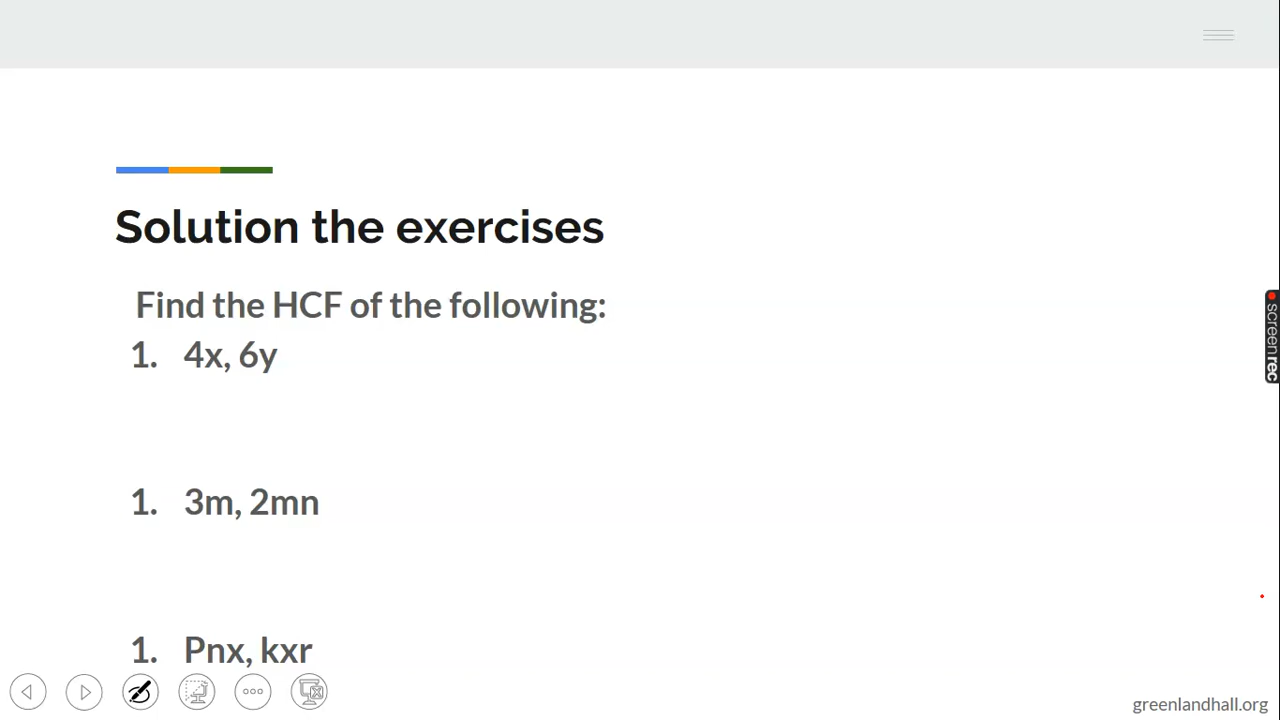 Solution the exercises
Find the HCF of the following:
1. 4x, 6y
1. 3m, 2mn
1. Pnx, kxr
screenrec
greenlandhall.org